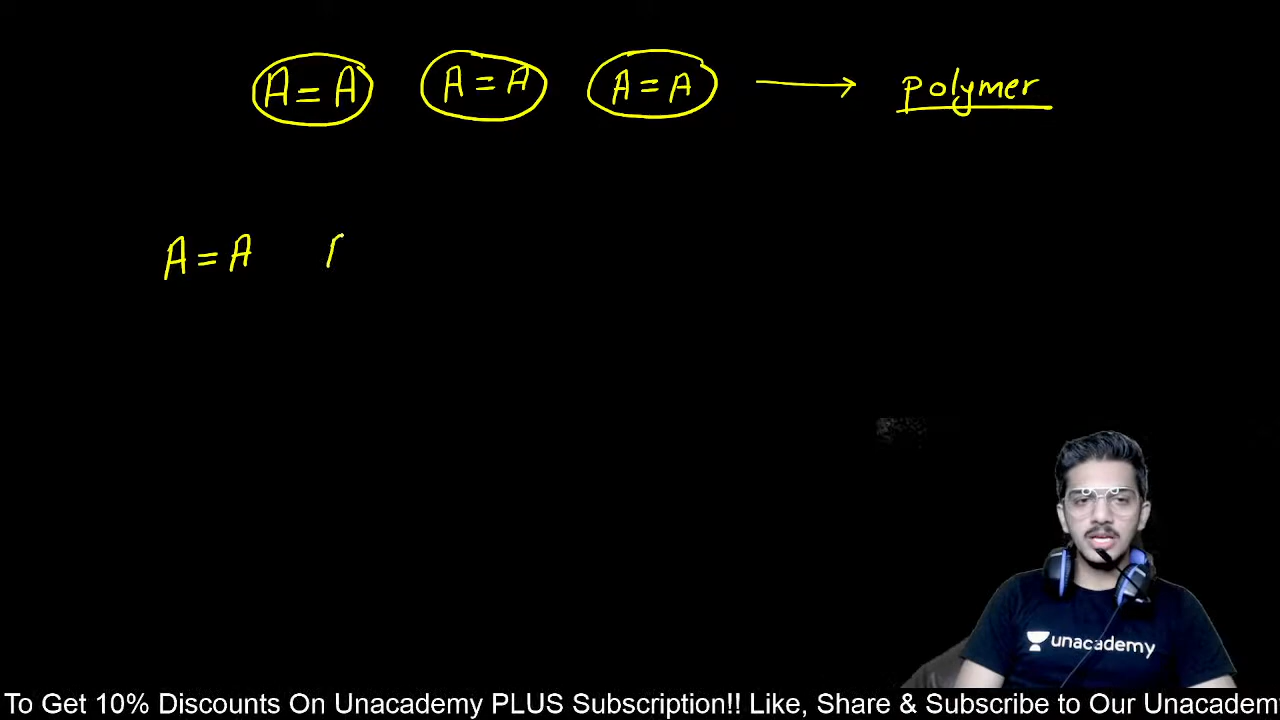 A = A A = A A = A → polymer
A = A
unacademy
To Get 10% Discounts On Unacademy PLUS Subscription!! Like, Share & Subscribe to Our Unacadem